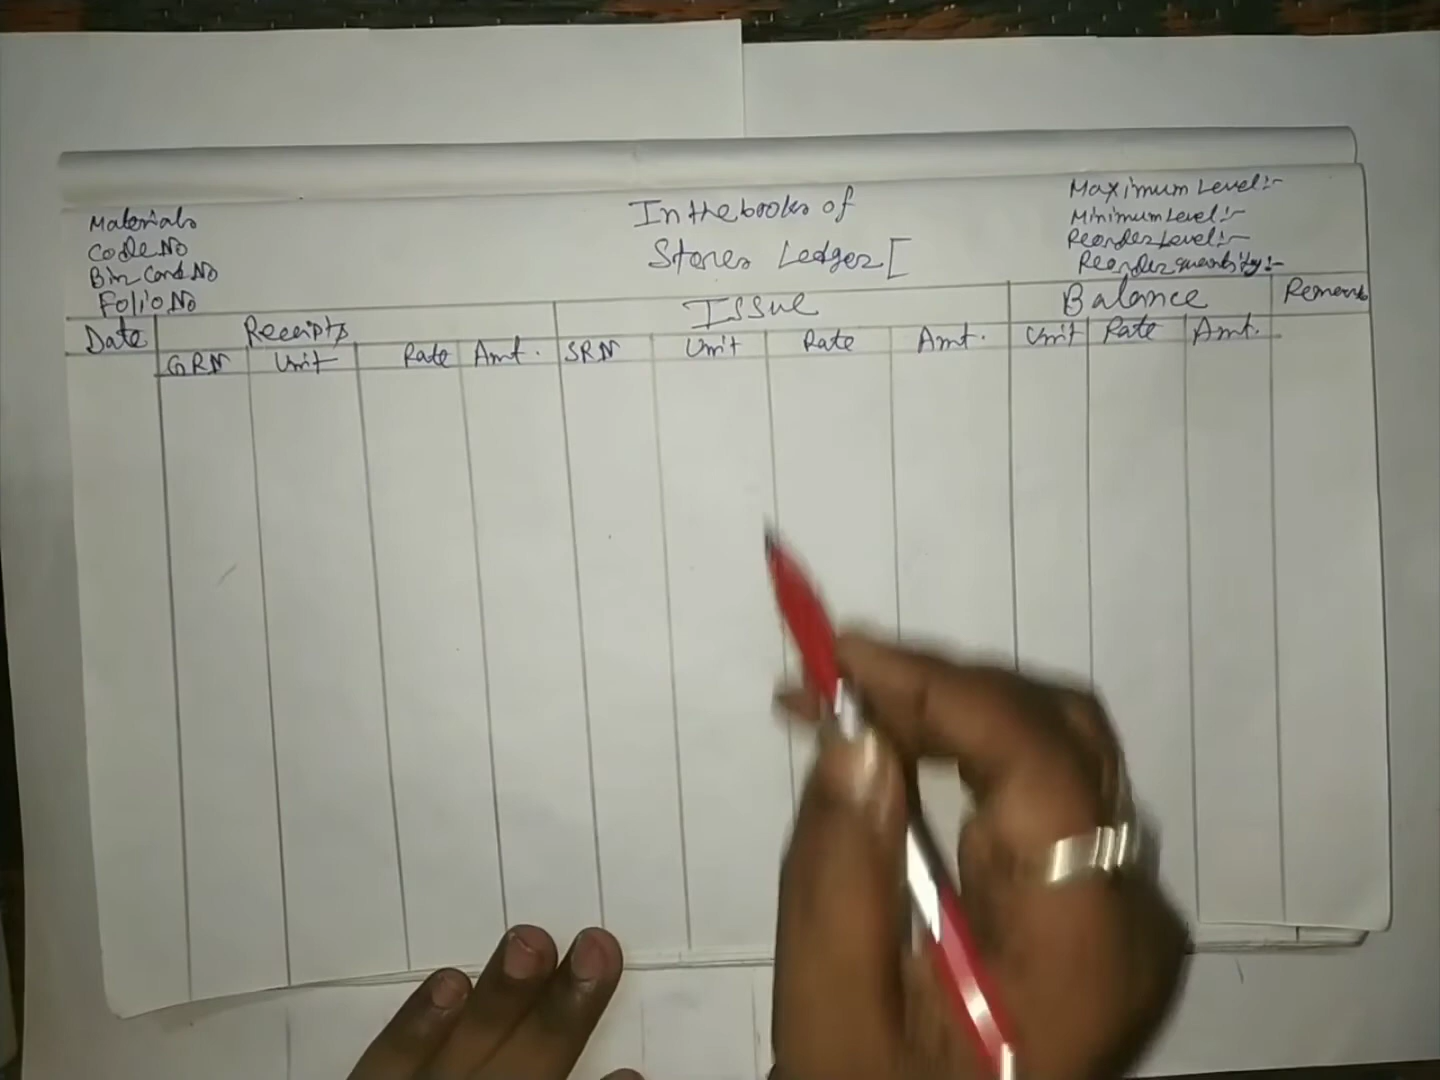 Materials
Code No
Bin Card No
Folio No
In the books of
Stores Ledger [
Maximum Level:-
Minimum Level:-
Reorder Level:-
Reorder quantity:-
Date Receipts Issue Balance Remark
GRN Unit Rate Amt. SRN Unit Rate Amt. Unit Rate Amt.